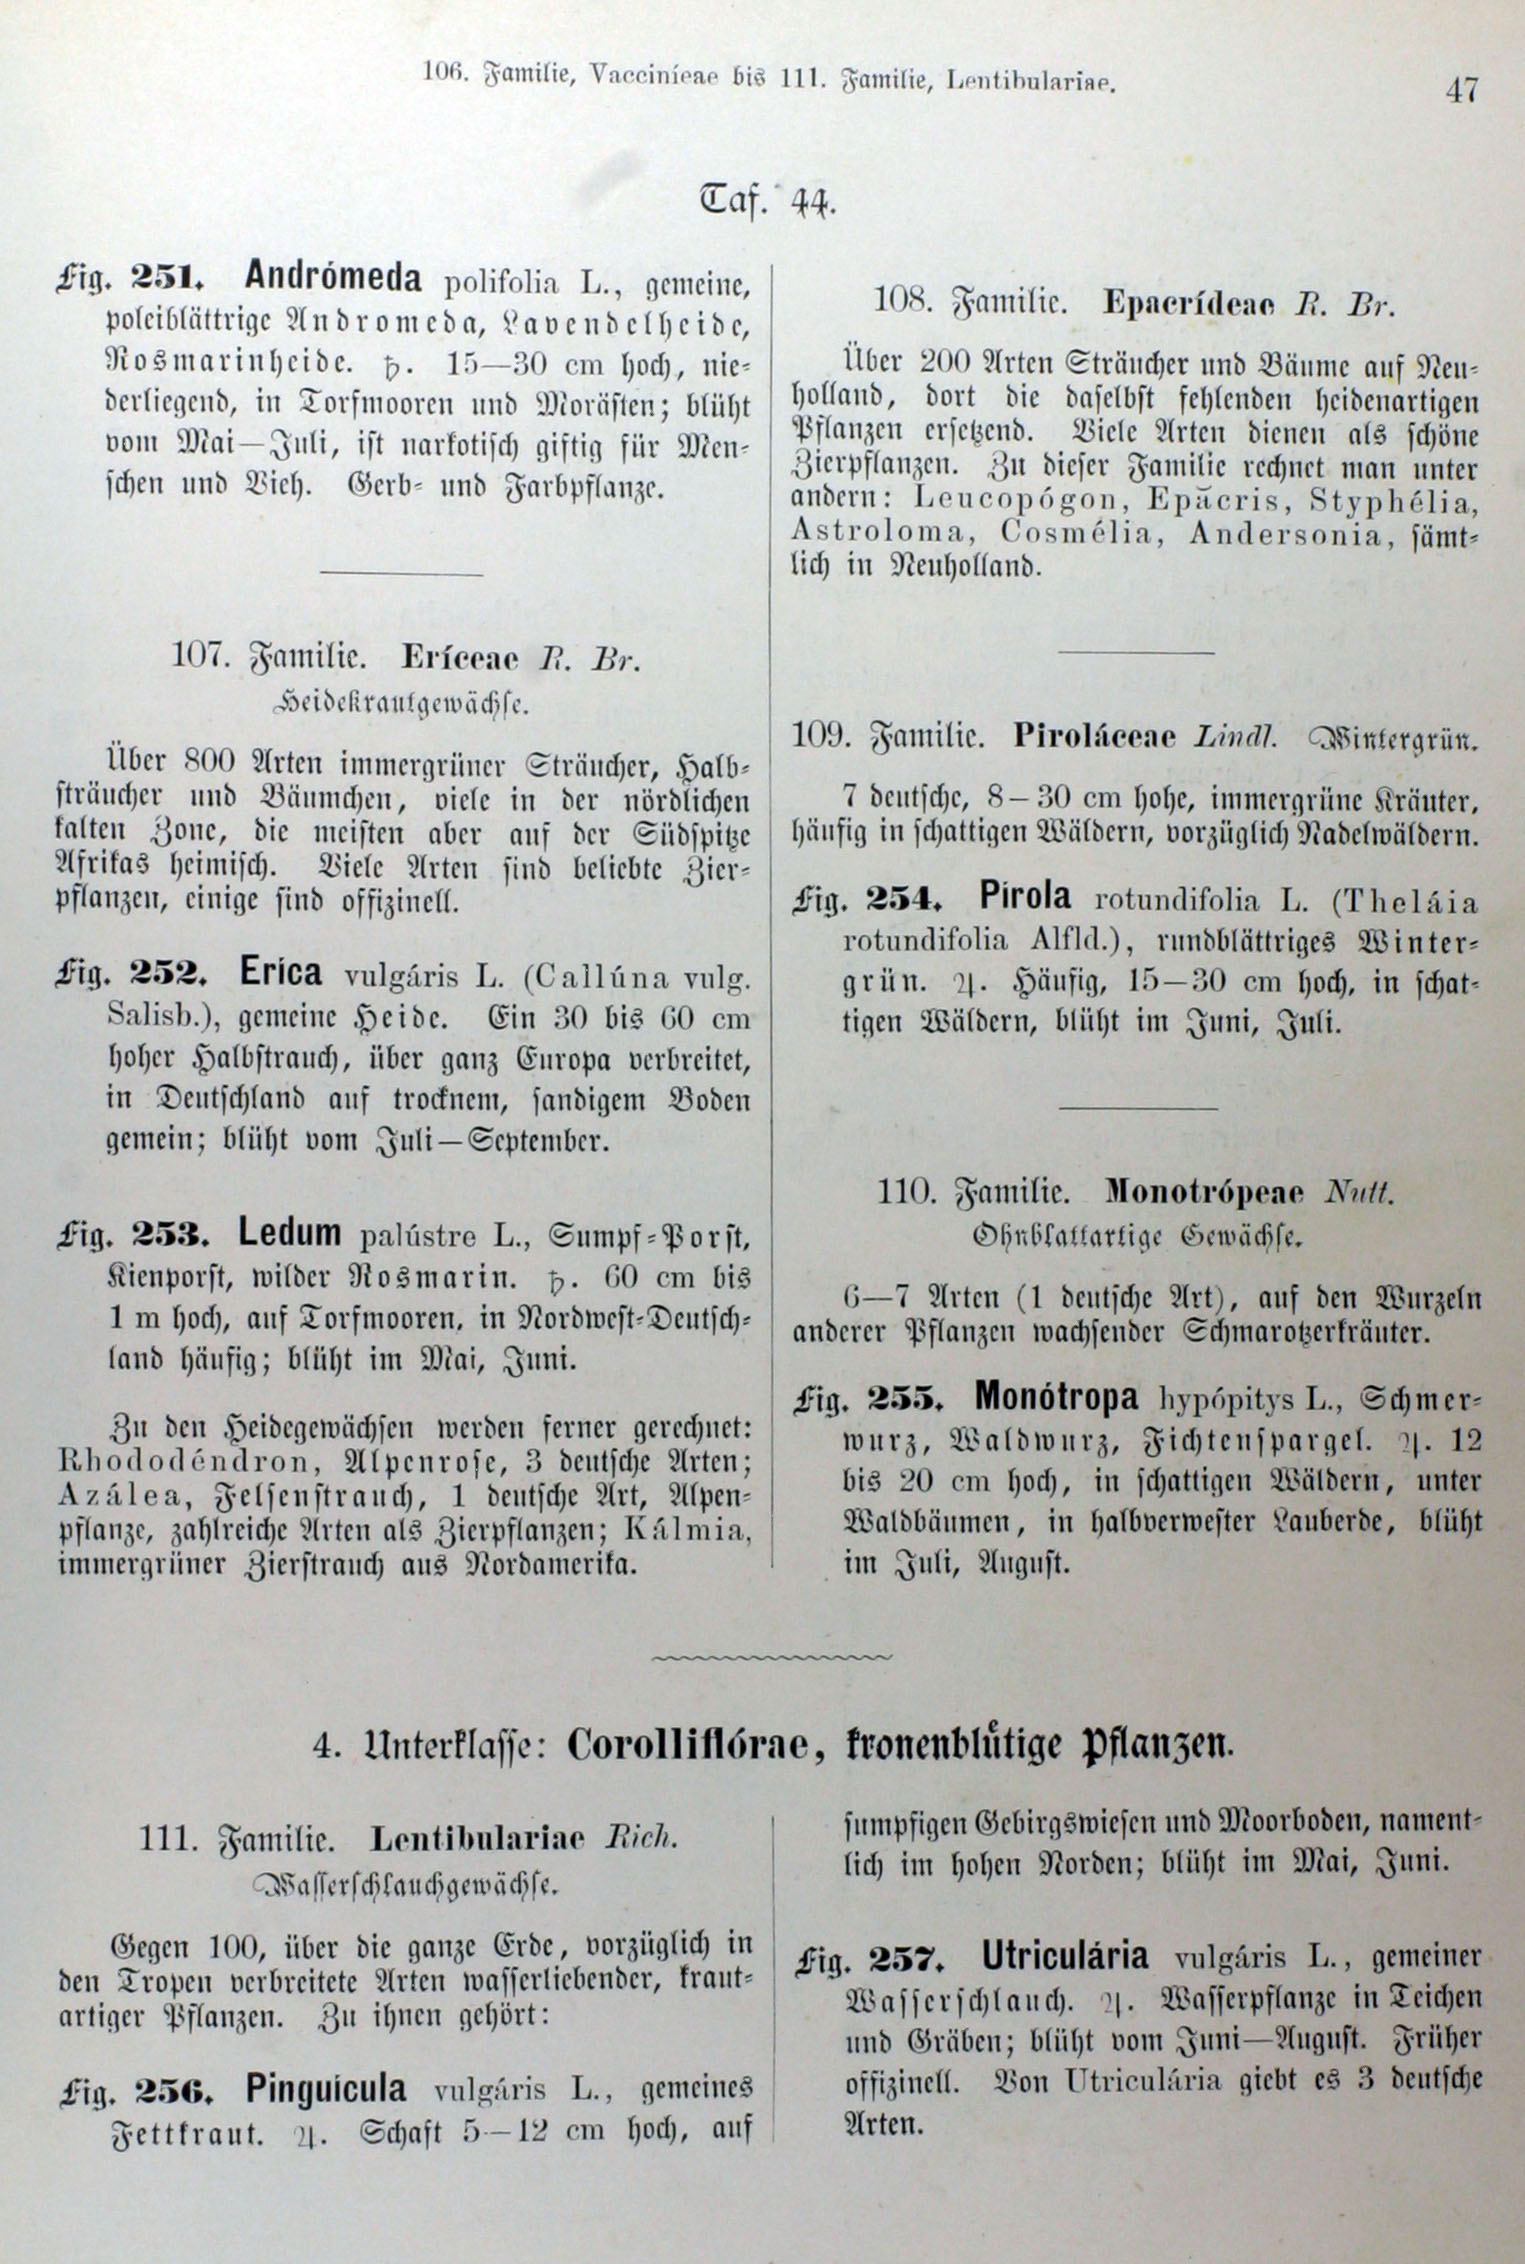 106. Familie, Vaccinieae bis 111. Familie, Lentibulariae.
47
Taf. 44.
Fig. 251. Andrómeda polifolia L., gemeine,
poleiblättrige Andromeda, Lavendelheide,
Rosmarinheide. ♄. 15—30 cm hoch, nie-
derliegend, in Torfmooren und Morästen; blüht
vom Mai—Juli, ist narkotisch giftig für Men-
schen und Vieh. Gerb- und Farbpflanze.
107. Familie. Eríceae R. Br.
Heidekrautgewächse.
Über 800 Arten immergrüner Sträucher, Halb-
sträucher und Bäumchen, viele in der nördlichen
kalten Zone, die meisten aber auf der Südspitze
Afrikas heimisch. Viele Arten sind beliebte Zier-
pflanzen, einige sind offizinell.
Fig. 252. Erica vulgáris L. (Callúna vulg.
Salisb.), gemeine Heide. Ein 30 bis 60 cm
hoher Halbstrauch, über ganz Europa verbreitet,
in Deutschland auf trocknem, sandigem Boden
gemein; blüht vom Juli—September.
Fig. 253. Ledum palústre L., Sumpf-Porst,
Kienporst, wilder Rosmarin. ♄. 60 cm bis
1 m hoch, auf Torfmooren, in Nordwest-Deutsch-
land häufig; blüht im Mai, Juni.
Zu den Heidegewächsen werden ferner gerechnet:
Rhododéndron, Alpenrose, 3 deutsche Arten;
Azálea, Felsenstrauch, 1 deutsche Art, Alpen-
pflanze, zahlreiche Arten als Zierpflanzen; Kálmia,
immergrüner Zierstrauch aus Nordamerika.
108. Familie. Epacrídeae R. Br.
Über 200 Arten Sträucher und Bäume auf Neu-
holland, dort die daselbst fehlenden heidenartigen
Pflanzen ersetzend. Viele Arten dienen als schöne
Zierpflanzen. Zu dieser Familie rechnet man unter
andern: Leucopógon, Epăcris, Styphélia,
Astroloma, Cosmélia, Andersonia, sämt-
lich in Neuholland.
109. Familie. Piroláceae Lindl. Wintergrün.
7 deutsche, 8—30 cm hohe, immergrüne Kräuter,
häufig in schattigen Wäldern, vorzüglich Nadelwäldern.
Fig. 254. Pirola rotundifolia L. (Theláia
rotundifolia Alfld.), rundblättriges Winter-
grün. ♃. Häufig, 15—30 cm hoch, in schat-
tigen Wäldern, blüht im Juni, Juli.
110. Familie. Monotrópeae Nutt.
Ohnblattartige Gewächse.
6—7 Arten (1 deutsche Art), auf den Wurzeln
anderer Pflanzen wachsender Schmarotzerkräuter.
Fig. 255. Monótropa hypópitys L., Schmer-
wurz, Waldwurz, Fichtenspargel. ♃. 12
bis 20 cm hoch, in schattigen Wäldern, unter
Waldbäumen, in halbverwester Lauberde, blüht
im Juli, August.
4. Unterklasse: Corolliflórae, kronenblütige Pflanzen.
111. Familie. Lentibulariae Rich.
Wasserschlauchgewächse.
Gegen 100, über die ganze Erde, vorzüglich in
den Tropen verbreitete Arten wasserliebender, kraut-
artiger Pflanzen. Zu ihnen gehört:
Fig. 256. Pinguicula vulgáris L., gemeines
Fettkraut. ♃. Schaft 5—12 cm hoch, auf
sumpfigen Gebirgswiesen und Moorboden, nament-
lich im hohen Norden; blüht im Mai, Juni.
Fig. 257. Utriculária vulgáris L., gemeiner
Wasserschlauch. ♃. Wasserpflanze in Teichen
und Gräben; blüht vom Juni—August. Früher
offizinell. Von Utriculária giebt es 3 deutsche
Arten.